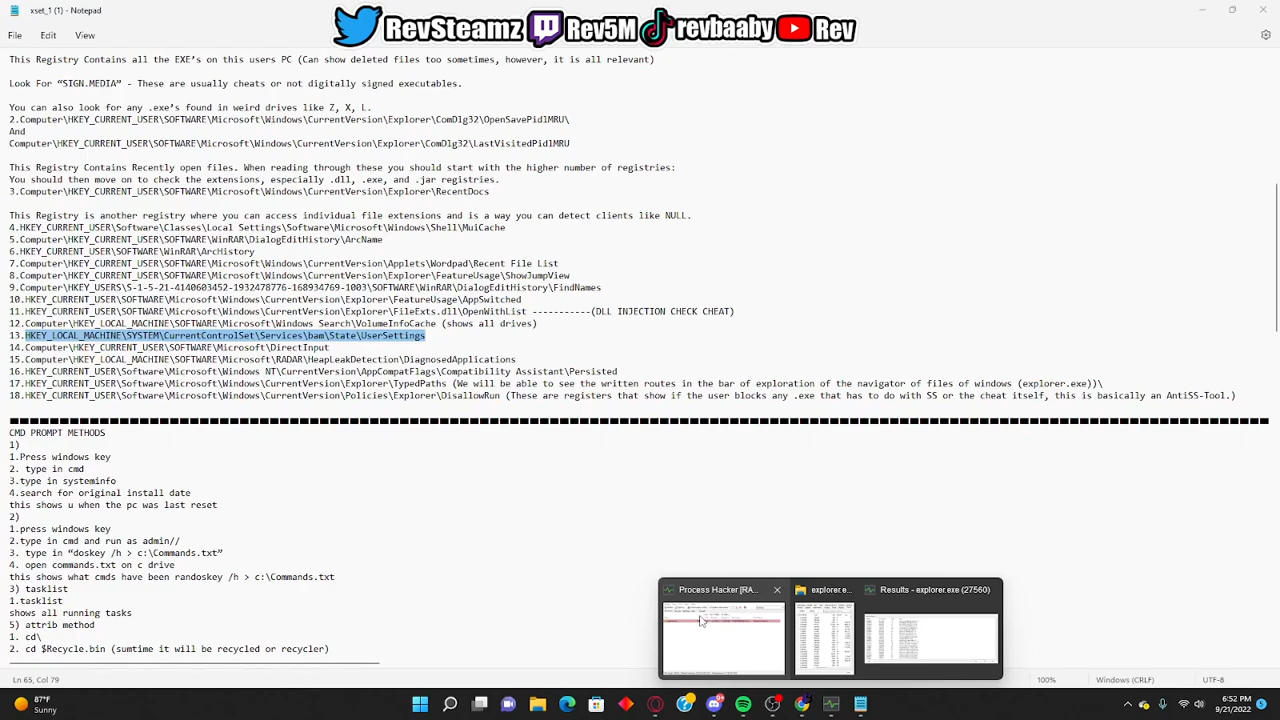 xset_1 (1) - Notepad
RevSteamz Rev5M revbaaby Rev
File Edit View
This Registry Contains all the EXE's on this users PC (Can show deleted files too sometimes, however, it is all relevant)
Look For “SIGN.MEDIA” - These are usually cheats or not digitally signed executables.
You can also look for any .exe's found in weird drives like Z, X, L.
2.Computer\HKEY_CURRENT_USER\SOFTWARE\Microsoft\Windows\CurrentVersion\Explorer\ComDlg32\OpenSavePidlMRU\
And
Computer\HKEY_CURRENT_USER\SOFTWARE\Microsoft\Windows\CurrentVersion\Explorer\ComDlg32\LastVisitedPidlMRU
This Registry Contains Recently open files. When reading through these you should start with the higher number of registries:
You should then move on to check the extensions, especially .dll, .exe, and .jar registries.
3.Computer\HKEY_CURRENT_USER\SOFTWARE\Microsoft\Windows\CurrentVersion\Explorer\RecentDocs
This Registry is another registry where you can access individual file extensions and is a way you can detect clients like NULL.
4.HKEY_CURRENT_USER\Software\Classes\Local Settings\Software\Microsoft\Windows\Shell\MuiCache
5.Computer\HKEY_CURRENT_USER\SOFTWARE\WinRAR\DialogEditHistory\ArcName
6.HKEY_CURRENT_USER\SOFTWARE\WinRAR\ArcHistory
7.Computer\HKEY_CURRENT_USER\SOFTWARE\Microsoft\Windows\CurrentVersion\Applets\Wordpad\Recent File List
8.Computer\HKEY_CURRENT_USER\SOFTWARE\Microsoft\Windows\CurrentVersion\Explorer\FeatureUsage\ShowJumpView
9.Computer\HKEY_USERS\S-1-5-21-4140603452-1932478776-168934769-1003\SOFTWARE\WinRAR\DialogEditHistory\FindNames
10.HKEY_CURRENT_USER\SOFTWARE\Microsoft\Windows\CurrentVersion\Explorer\FeatureUsage\AppSwitched
11.HKEY_CURRENT_USER\SOFTWARE\Microsoft\Windows\CurrentVersion\Explorer\FileExts.dll\OpenWithList -----------(DLL INJECTION CHECK CHEAT)
12.Computer\HKEY_LOCAL_MACHINE\SOFTWARE\Microsoft\Windows Search\VolumeInfoCache (shows all drives)
13.HKEY_LOCAL_MACHINE\SYSTEM\CurrentControlSet\Services\bam\State\UserSettings
14.Computer\HKEY_CURRENT_USER\SOFTWARE\Microsoft\DirectInput
15.Computer\HKEY_LOCAL_MACHINE\SOFTWARE\Microsoft\RADAR\HeapLeakDetection\DiagnosedApplications
16.HKEY_CURRENT_USER\Software\Microsoft\Windows NT\CurrentVersion\AppCompatFlags\Compatibility Assistant\Persisted
17.HKEY_CURRENT_USER\Software\Microsoft\Windows\CurrentVersion\Explorer\TypedPaths (We will be able to see the written routes in the bar of exploration of the navigator of files of windows (explorer.exe))\
18.HKEY_CURRENT_USER\Software\Microsoft\Windows\CurrentVersion\Policies\Explorer\DisallowRun (These are registers that show if the user blocks any .exe that has to do with SS or the cheat itself, this is basically an AntiSS-Tool.)
CMD PROMPT METHODS
1)
1.Press windows key
2. type in cmd
3.type in systeminfo
4.search for original install date
this shows u when the pc was last reset
2)
1.press windows key
2.type in cmd and run as admin//
3. type in “doskey /h > c:\Commands.txt”
4. open commands.txt on c drive
this shows what cmds have been randoskey /h > c:\Commands.txt
3) tasklist
1.tasklist
shows all running tasks
4) attrib method
1. cd\
2. cd $Recycle.bin(sumtime it till be recycled or recycler)
Process Hacker [RA... explorer.e... Results - explorer.exe (27560)
Ln 65, Col 79 100% Windows (CRLF) UTF-8
87°F
Sunny
6:52 PM
9/21/2022